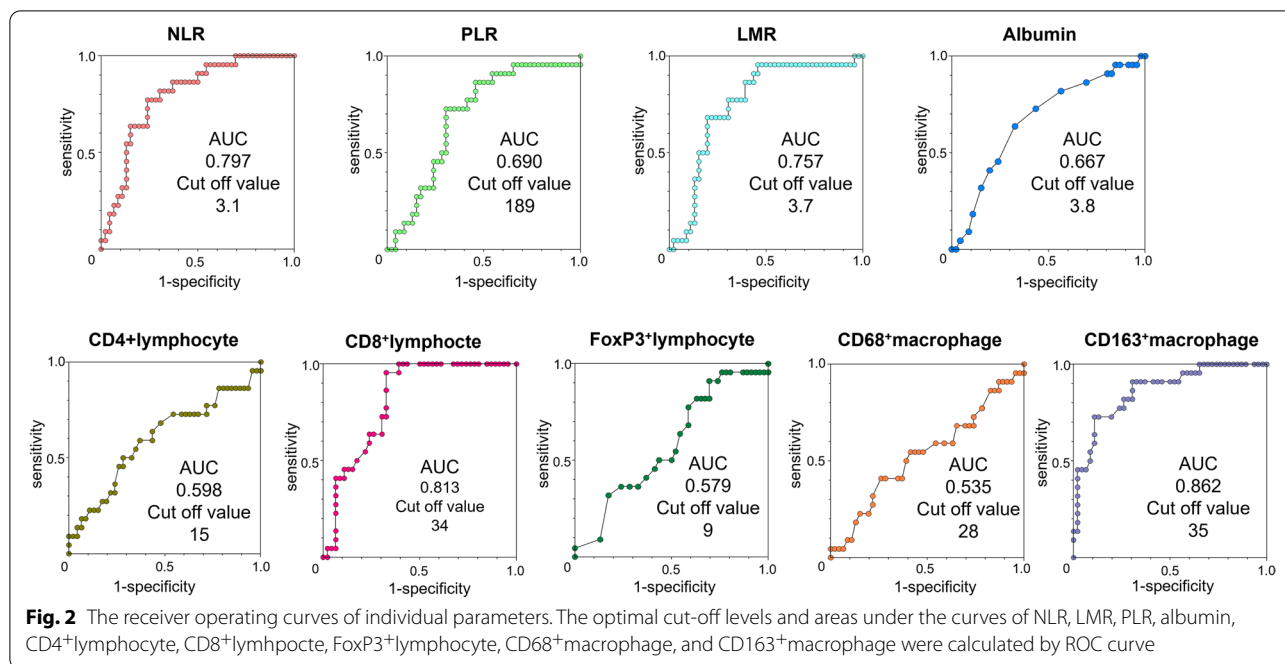 NLR
1.0
0.5
0
0.5
1.0
sensitivity
1-specificity
AUC
0.797
Cut off value
3.1
PLR
1.0
0.5
0
0.5
1.0
sensitivity
1-specificity
AUC
0.690
Cut off value
189
LMR
1.0
0.5
0
0.5
1.0
sensitivity
1-specificity
AUC
0.757
Cut off value
3.7
Albumin
1.0
0.5
0
0.5
1.0
sensitivity
1-specificity
AUC
0.667
Cut off value
3.8
CD4+lymphocyte
1.0
0.5
0
0.5
1.0
sensitivity
1-specificity
AUC
0.598
Cut off value
15
CD8⁺lymphocte
1.0
0.5
0
0.5
1.0
sensitivity
1-specificity
AUC
0.813
Cut off value
34
FoxP3⁺lymphocyte
1.0
0.5
0
0.5
1.0
sensitivity
1-specificity
AUC
0.579
Cut off value
9
CD68⁺macrophage
1.0
0.5
0
0.5
1.0
sensitivity
1-specificity
AUC
0.535
Cut off value
28
CD163⁺macrophage
1.0
0.5
0
0.5
1.0
sensitivity
1-specificity
AUC
0.862
Cut off value
35
Fig. 2 The receiver operating curves of individual parameters. The optimal cut-off levels and areas under the curves of NLR, LMR, PLR, albumin,
CD4⁺lymphocyte, CD8⁺lymhpocte, FoxP3⁺lymphocyte, CD68⁺macrophage, and CD163⁺macrophage were calculated by ROC curve